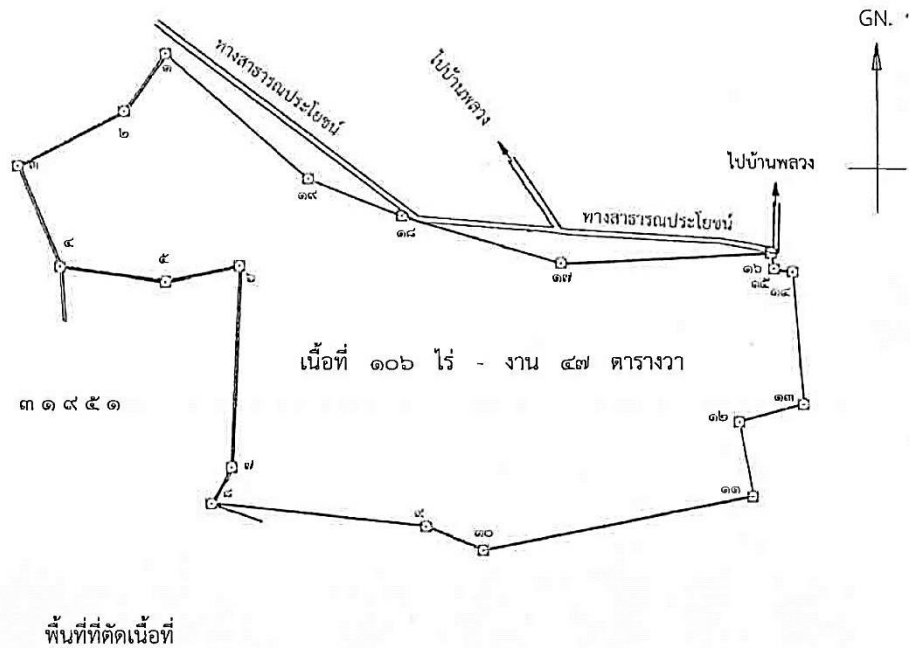 GN.
ทางสาธารณประโยชน์
ไปบ้านพลวง
ไปบ้านพลวง
ทางสาธารณประโยชน์
๑
๒
๓
๔
๕
๖
๗
๘
๙
๑๐
๑๑
๑๒
๑๓
๑๔
๑๕
๑๖
๑๗
๑๘
๑๙
เนื้อที่ ๑๐๖ ไร่ - งาน ๔๗ ตารางวา
๓ ๑ ๙ ๕ ๑
พื้นที่ที่ตัดเนื้อที่